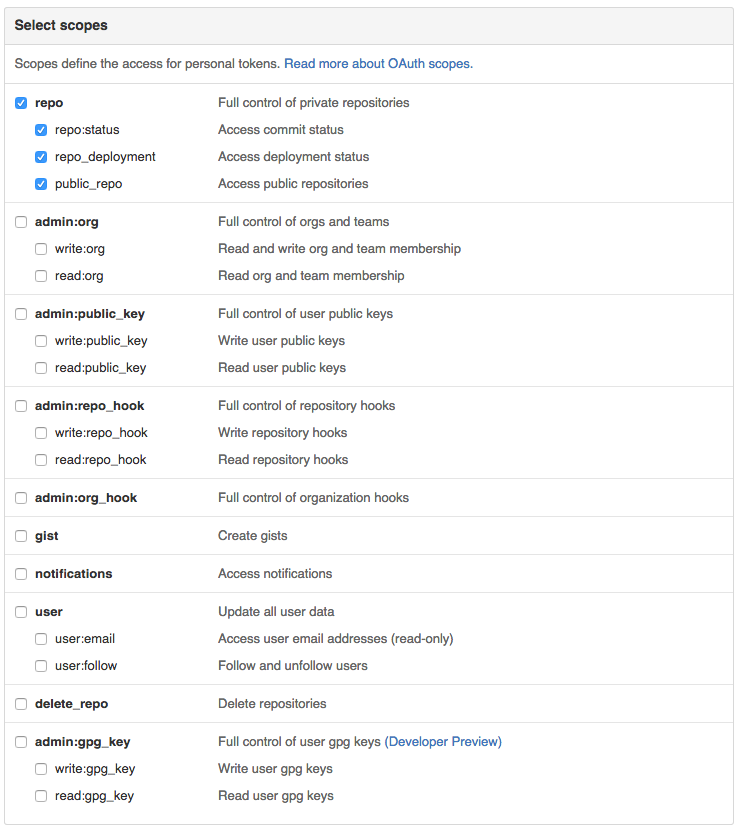 Select scopes
Scopes define the access for personal tokens. Read more about OAuth scopes.
repo Full control of private repositories
repo:status Access commit status
repo_deployment Access deployment status
public_repo Access public repositories
admin:org Full control of orgs and teams
write:org Read and write org and team membership
read:org Read org and team membership
admin:public_key Full control of user public keys
write:public_key Write user public keys
read:public_key Read user public keys
admin:repo_hook Full control of repository hooks
write:repo_hook Write repository hooks
read:repo_hook Read repository hooks
admin:org_hook Full control of organization hooks
gist Create gists
notifications Access notifications
user Update all user data
user:email Access user email addresses (read-only)
user:follow Follow and unfollow users
delete_repo Delete repositories
admin:gpg_key Full control of user gpg keys (Developer Preview)
write:gpg_key Write user gpg keys
read:gpg_key Read user gpg keys